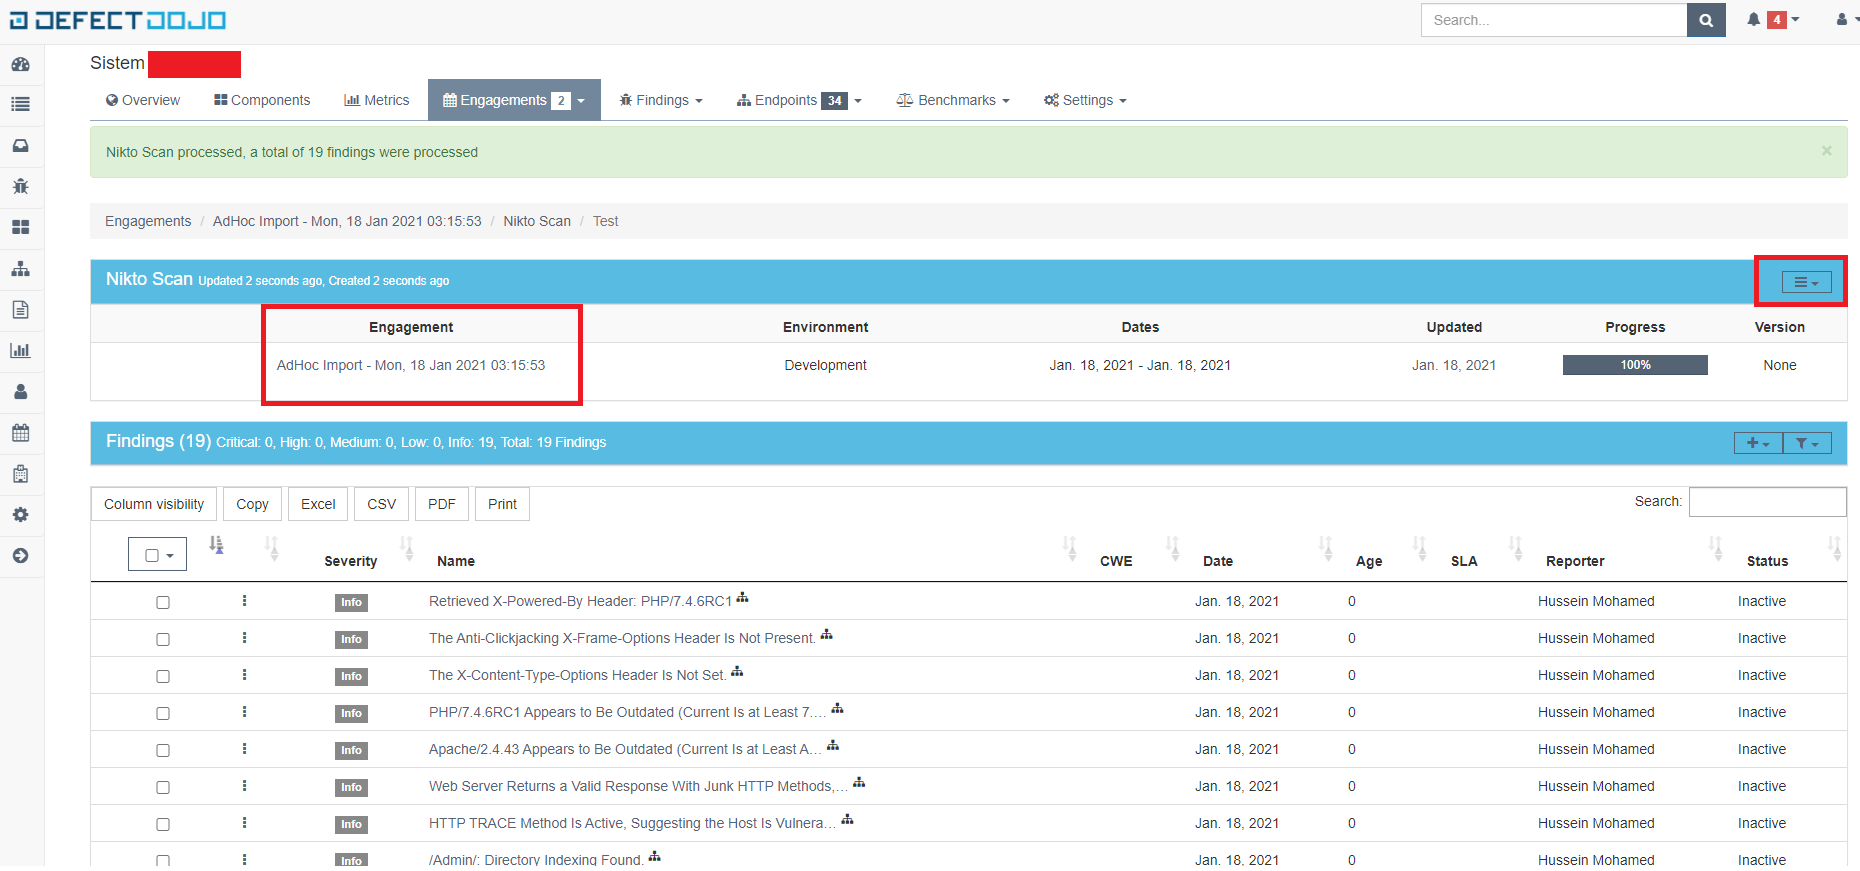 DEFECTDOJO
Search...
4
Sistem
Overview
Components
Metrics
Engagements 2
Findings
Endpoints 34
Benchmarks
Settings
Nikto Scan processed, a total of 19 findings were processed
×
Engagements / AdHoc Import - Mon, 18 Jan 2021 03:15:53 / Nikto Scan / Test
Nikto Scan Updated 2 seconds ago, Created 2 seconds ago
Engagement Environment Dates Updated Progress Version
AdHoc Import - Mon, 18 Jan 2021 03:15:53 Development Jan. 18, 2021 - Jan. 18, 2021 Jan. 18, 2021 100% None
Findings (19) Critical: 0, High: 0, Medium: 0, Low: 0, Info: 19, Total: 19 Findings
Column visibility Copy Excel CSV PDF Print Search:
Severity Name CWE Date Age SLA Reporter Status
Info Retrieved X-Powered-By Header: PHP/7.4.6RC1 Jan. 18, 2021 0 Hussein Mohamed Inactive
Info The Anti-Clickjacking X-Frame-Options Header Is Not Present. Jan. 18, 2021 0 Hussein Mohamed Inactive
Info The X-Content-Type-Options Header Is Not Set. Jan. 18, 2021 0 Hussein Mohamed Inactive
Info PHP/7.4.6RC1 Appears to Be Outdated (Current Is at Least 7.... Jan. 18, 2021 0 Hussein Mohamed Inactive
Info Apache/2.4.43 Appears to Be Outdated (Current Is at Least A... Jan. 18, 2021 0 Hussein Mohamed Inactive
Info Web Server Returns a Valid Response With Junk HTTP Methods,... Jan. 18, 2021 0 Hussein Mohamed Inactive
Info HTTP TRACE Method Is Active, Suggesting the Host Is Vulnera... Jan. 18, 2021 0 Hussein Mohamed Inactive
Info /Admin/: Directory Indexing Found. Jan. 18, 2021 0 Hussein Mohamed Inactive